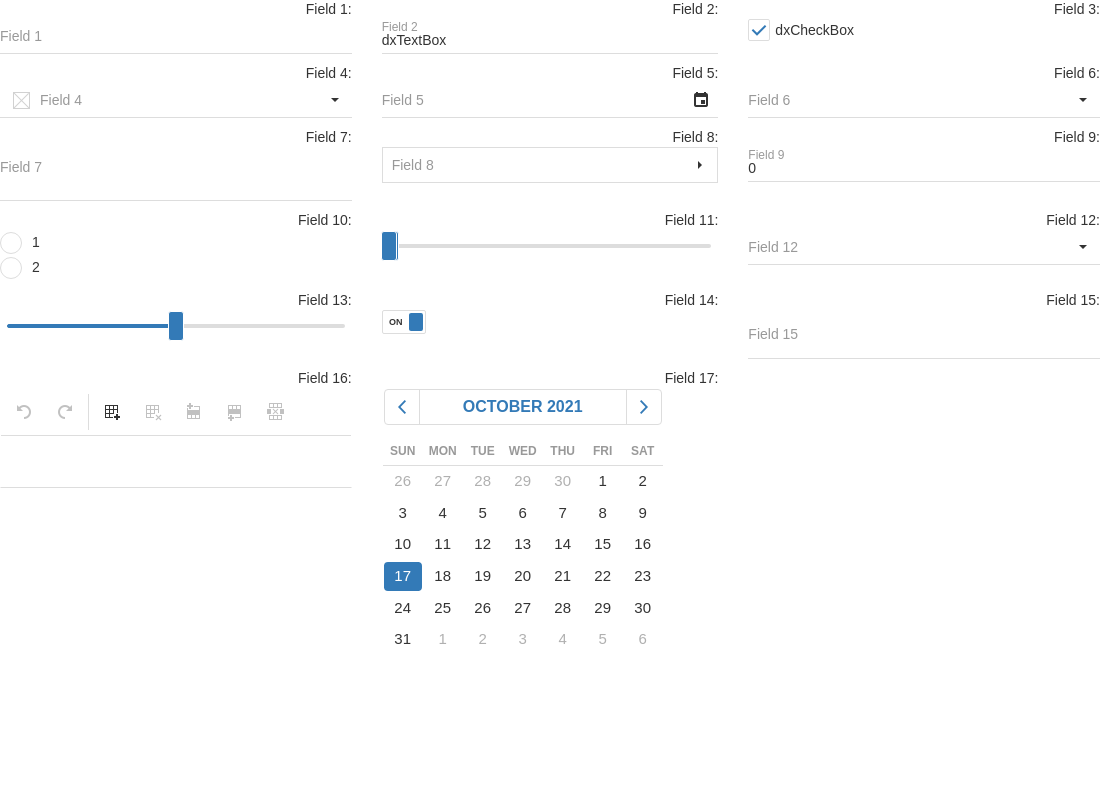 Field 1:
Field 1
Field 2:
Field 2
dxTextBox
Field 3:
dxCheckBox
Field 4:
Field 4
Field 5:
Field 5
Field 6:
Field 6
Field 7:
Field 7
Field 8:
Field 8
Field 9:
Field 9
0
Field 10:
1
2
Field 11:
Field 12:
Field 12
Field 13:
Field 14:
ON
Field 15:
Field 15
Field 16:
Field 17:
OCTOBER 2021
SUN MON TUE WED THU FRI SAT
26 27 28 29 30 1 2
3 4 5 6 7 8 9
10 11 12 13 14 15 16
17 18 19 20 21 22 23
24 25 26 27 28 29 30
31 1 2 3 4 5 6